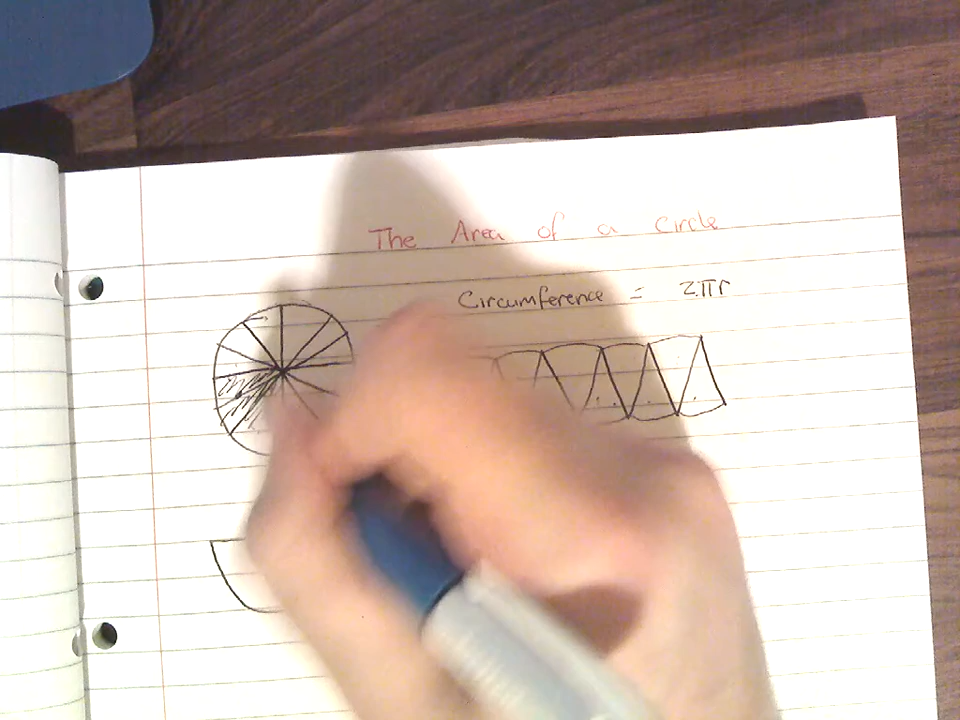 The Area of a Circle
Circumference = 2πr